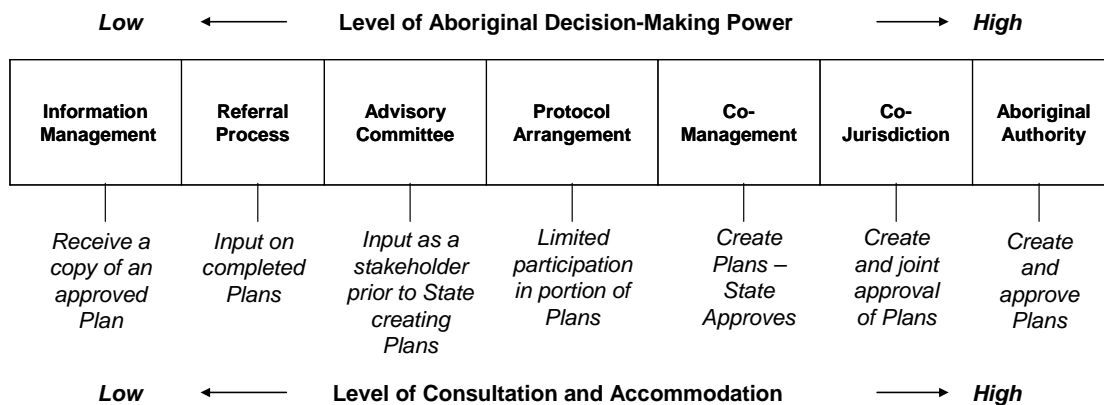 Low Level of Aboriginal Decision-Making Power High
Information
Management
Referral
Process
Advisory
Committee
Protocol
Arrangement
Co-
Management
Co-
Jurisdiction
Aboriginal
Authority
Receive a
copy of an
approved
Plan
Input on
completed
Plans
Input as a
stakeholder
prior to State
creating
Plans
Limited
participation
in portion of
Plans
Create
Plans –
State
Approves
Create
and joint
approval
of Plans
Create
and
approve
Plans
Low Level of Consultation and Accommodation High